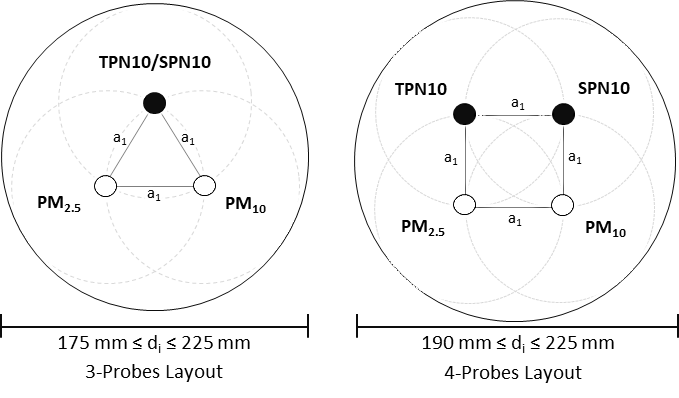 TPN10/SPN10
a1
a1
a1
PM2.5
PM10
175 mm ≤ di ≤ 225 mm
3-Probes Layout
TPN10
SPN10
a1
a1
a1
a1
PM2.5
PM10
190 mm ≤ di ≤ 225 mm
4-Probes Layout